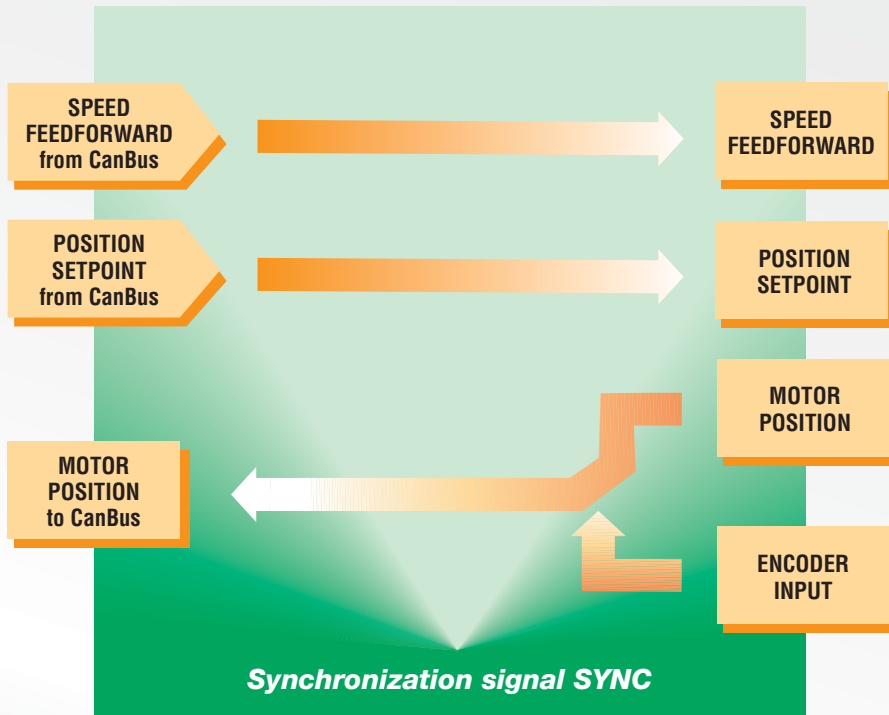 SPEED
FEEDFORWARD
from CanBus
SPEED
FEEDFORWARD
POSITION
SETPOINT
from CanBus
POSITION
SETPOINT
MOTOR
POSITION
MOTOR
POSITION
to CanBus
ENCODER
INPUT
Synchronization signal SYNC